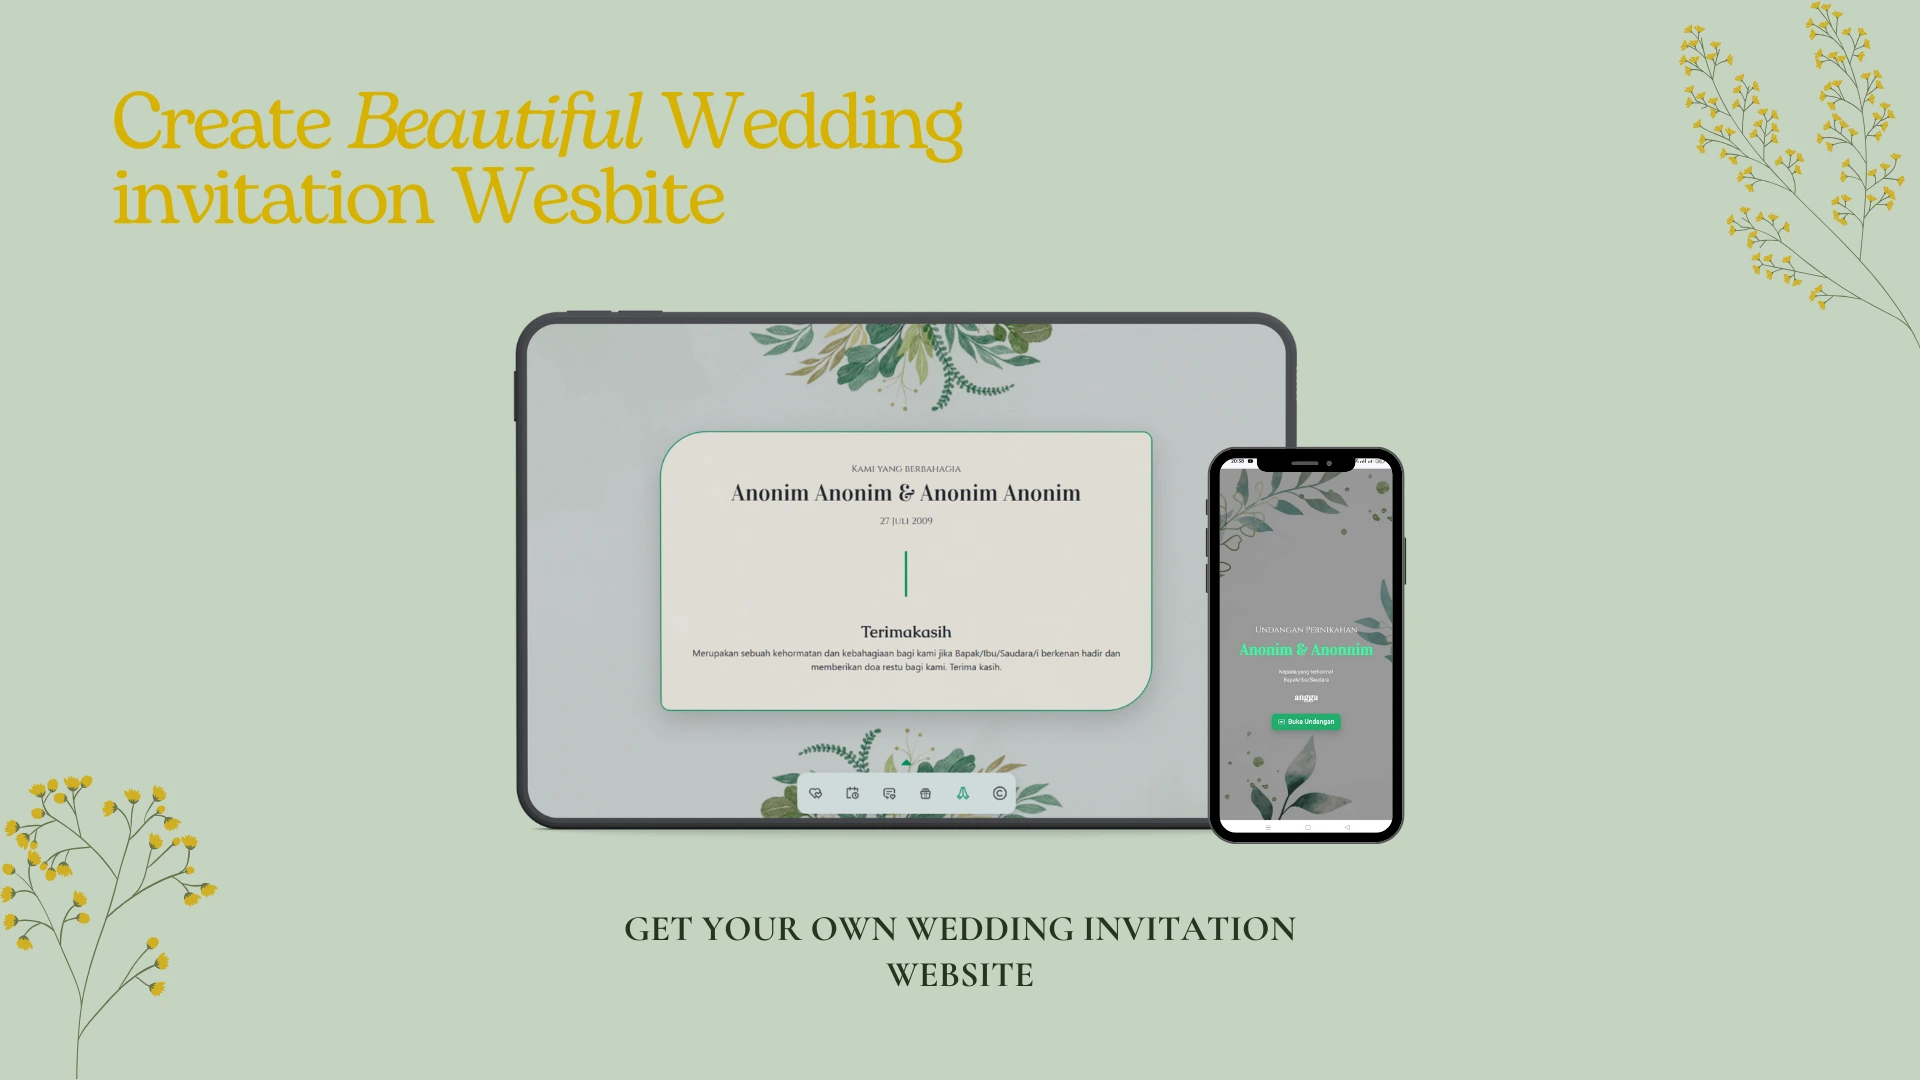 Create Beautiful Wedding
invitation Wesbite
KAMI YANG BERBAHAGIA
Anonim Anonim & Anonim Anonim
27 JULI 2009
Terimakasih
Merupakan sebuah kehormatan dan kebahagiaan bagi kami jika Bapak/Ibu/Saudara/i berkenan hadir dan
memberikan doa restu bagi kami. Terima kasih.
20:58
UNDANGAN PERNIKAHAN
Anonim & Anonnim
Kepada yang terhormat
Bapak/Ibu/Saudara
angga
Buka Undangan
GET YOUR OWN WEDDING INVITATION
WEBSITE